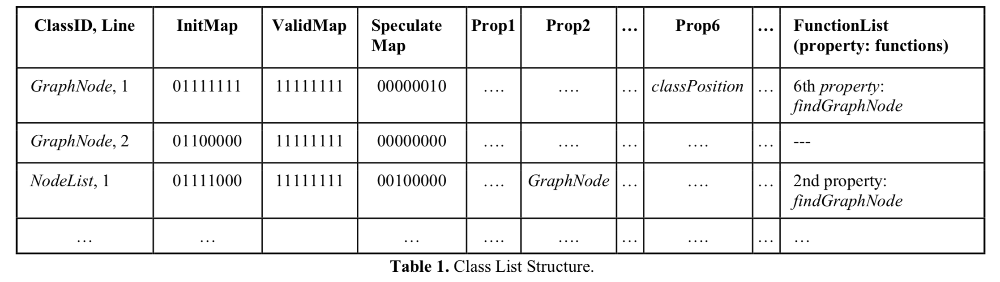 ClassID, Line InitMap ValidMap Speculate Map Prop1 Prop2 … Prop6 … FunctionList (property: functions)
GraphNode, 1 01111111 11111111 00000010 …. …. … classPosition … 6th property: findGraphNode
GraphNode, 2 01100000 11111111 00000000 …. …. … …. … ---
NodeList, 1 01111000 11111111 00100000 …. GraphNode … …. … 2nd property: findGraphNode
… … … …. …. … …. … …
Table 1. Class List Structure.